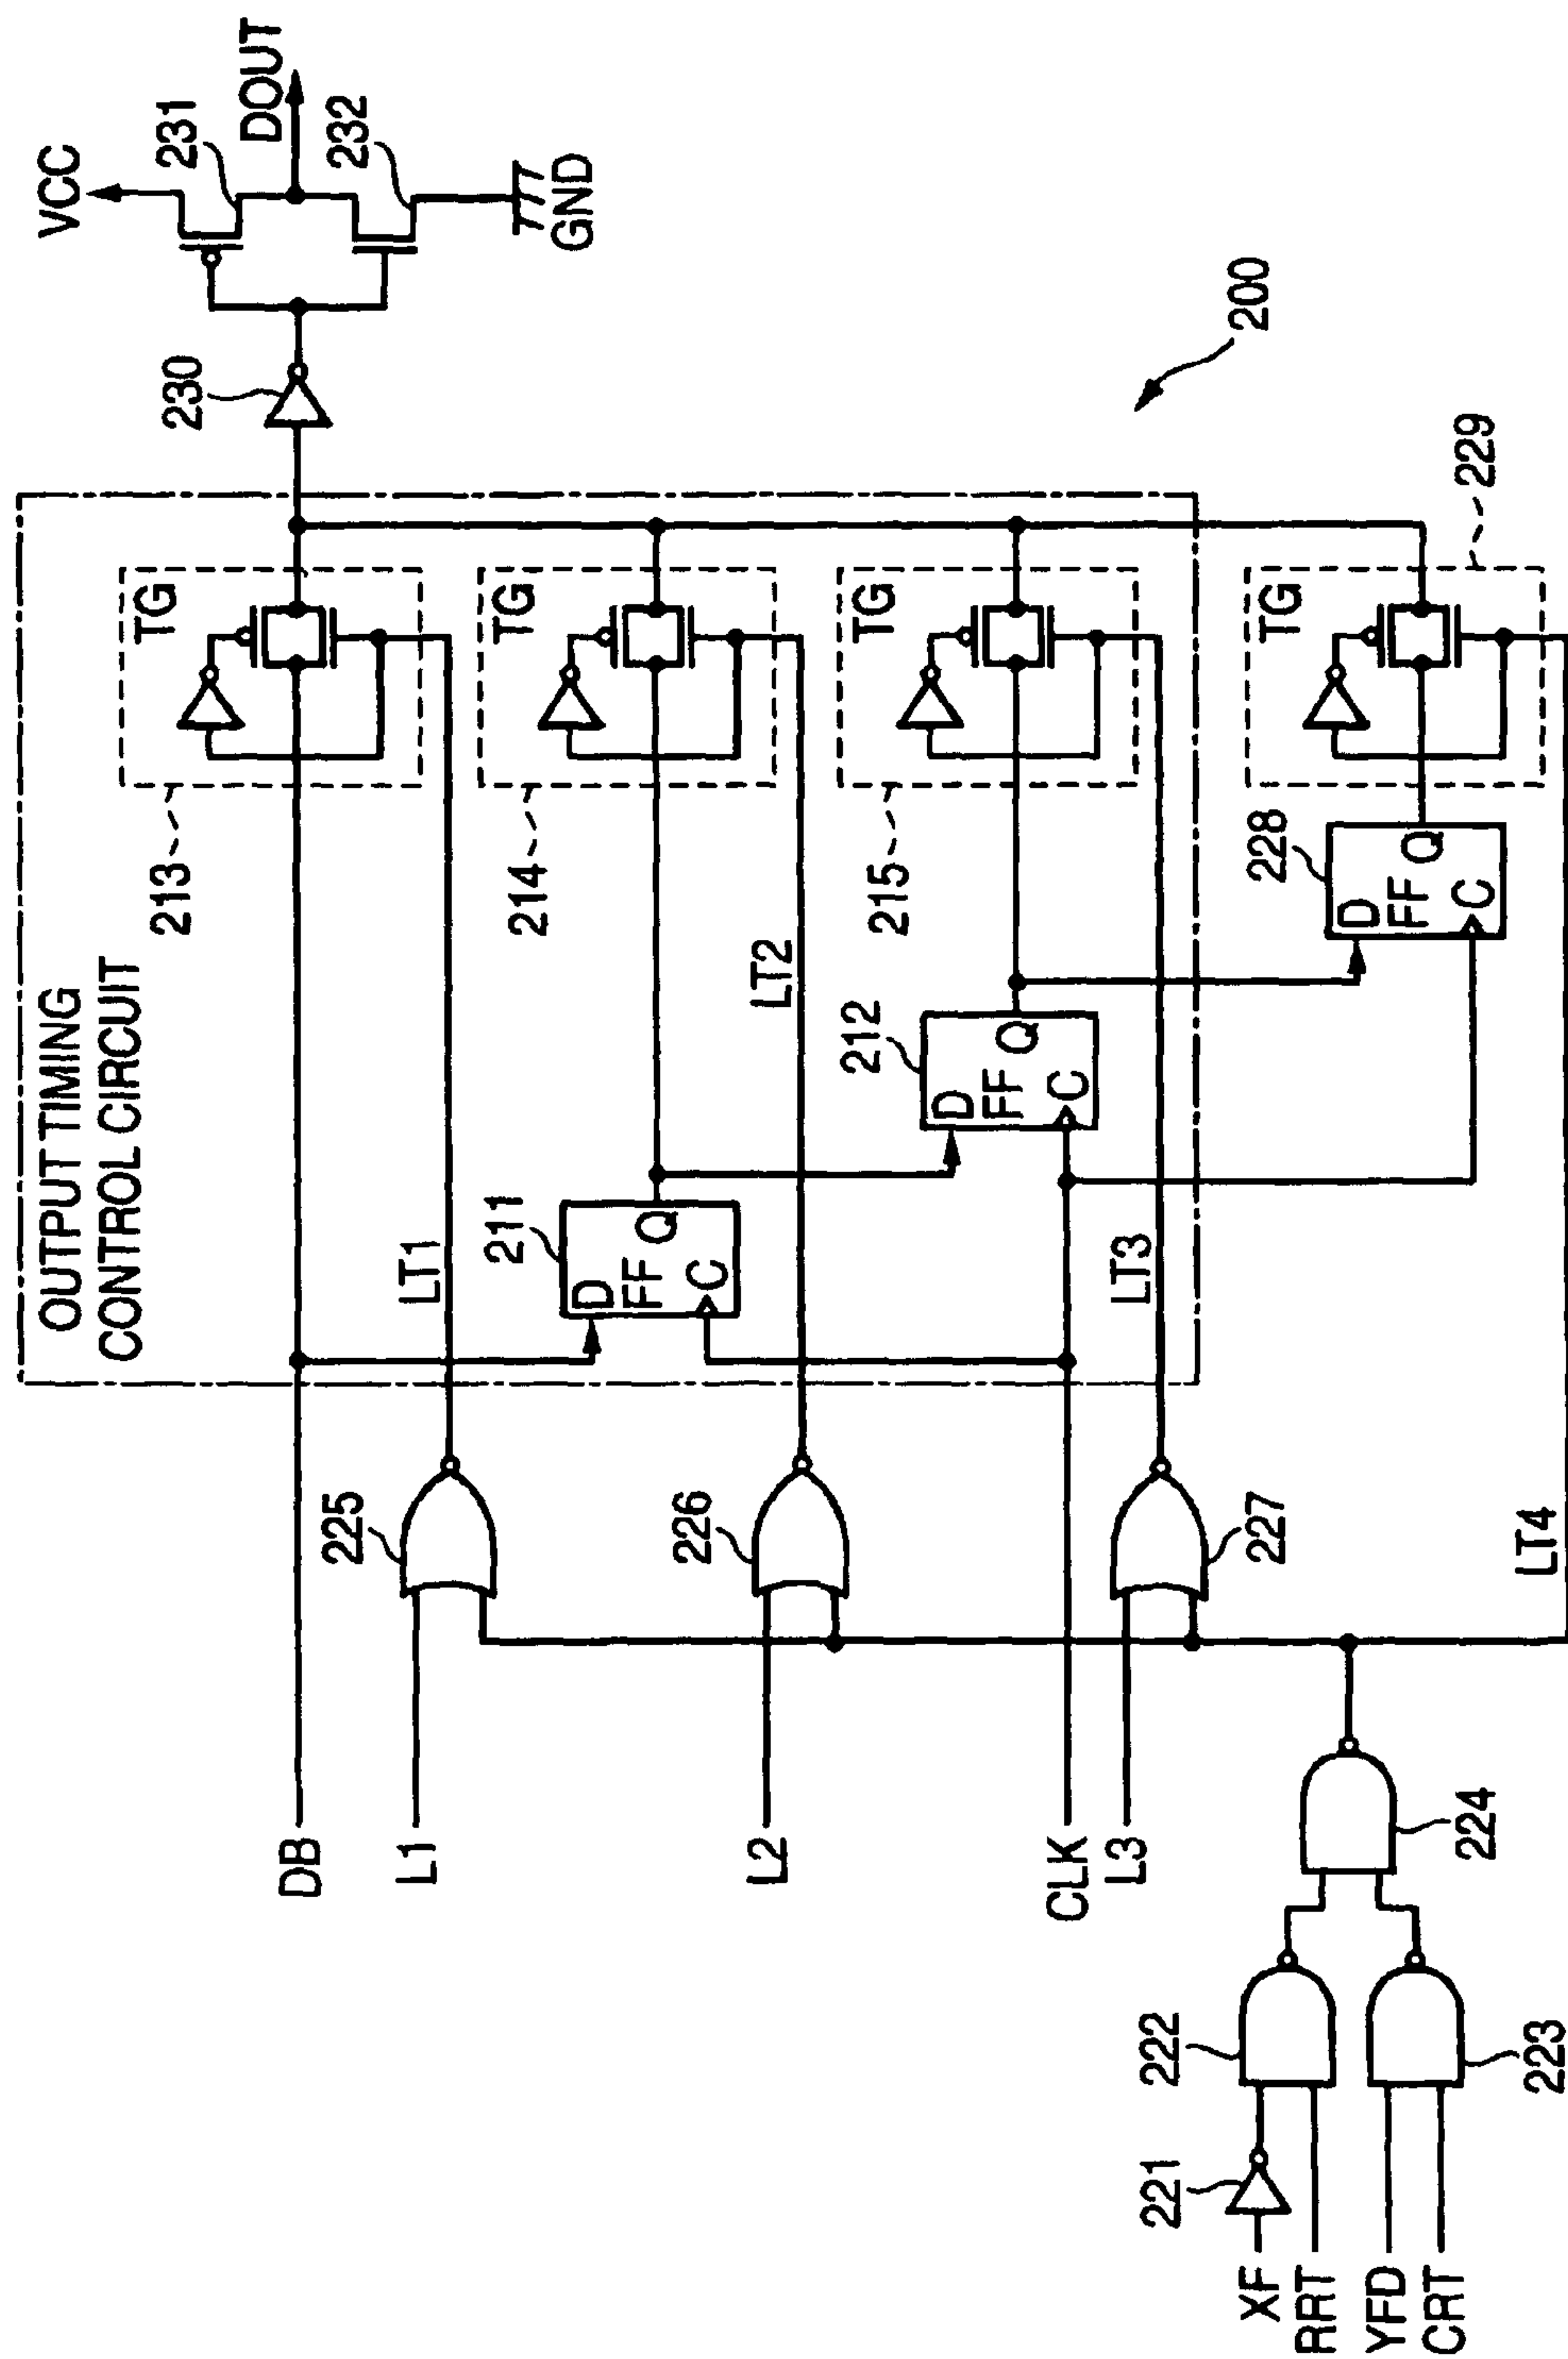 OUTPUT TIMING
CONTROL CIRCUIT
VCC
231
DOUT
232
GND
230
213
TG
214
TG
215
TG
229
TG
200
DB
LT1
225
L1
211
D
FF
Q
C
LT2
226
L2
212
D
FF
Q
C
CLK
LT3
227
L3
228
D
FF
Q
C
LT4
224
222
223
221
XF
RRT
YFD
CRT